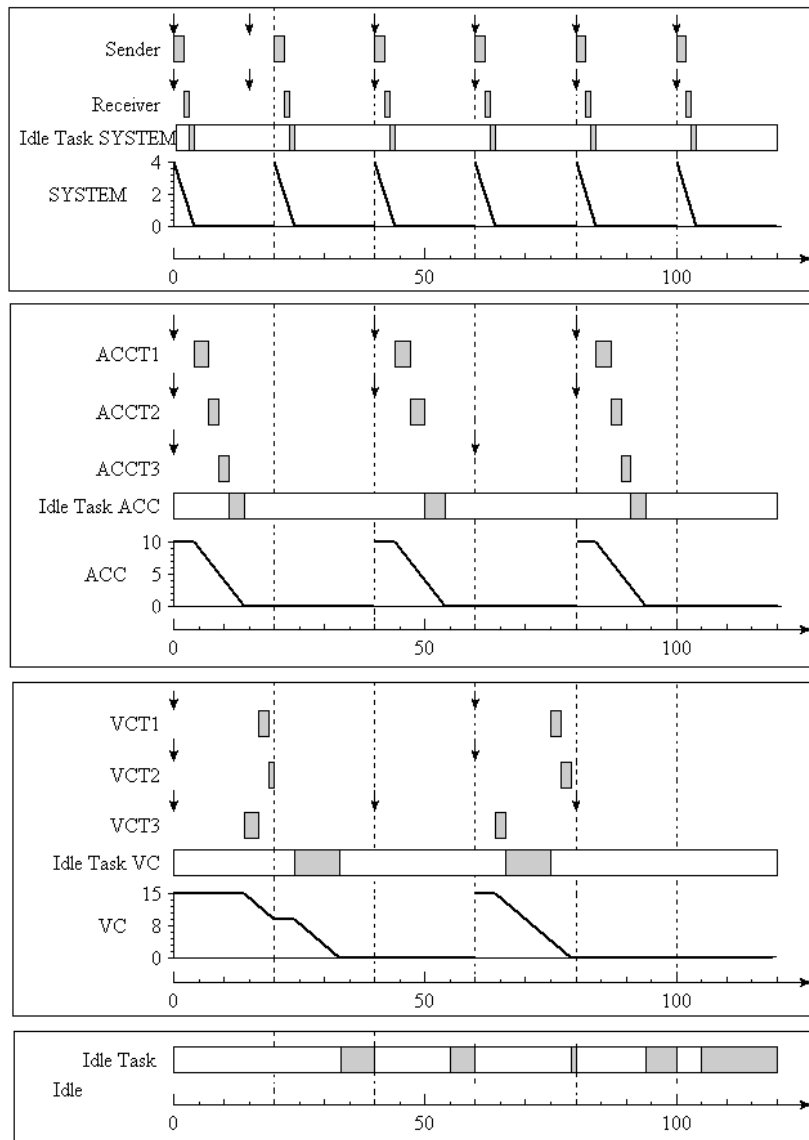 Sender
Receiver
Idle Task SYSTEM
4
SYSTEM 2
0
0 50 100
ACCT1
ACCT2
ACCT3
Idle Task ACC
10
ACC 5
0
0 50 100
VCT1
VCT2
VCT3
Idle Task VC
15
VC 8
0
0 50 100
Idle Task
Idle
0 50 100